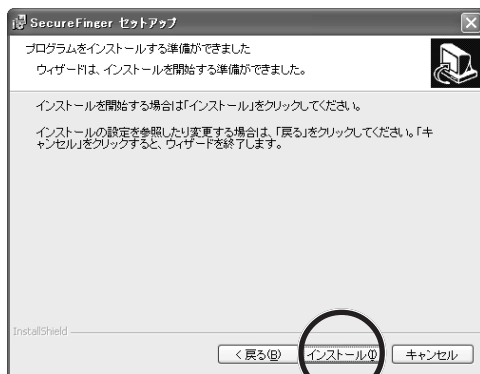 SecureFinger セットアップ
プログラムをインストールする準備ができました
ウィザードは、インストールを開始する準備ができました。
インストールを開始する場合は「インストール」をクリックしてください。
インストールの設定を参照したり変更する場合は、「戻る」をクリックしてください。「キ
ャンセル」をクリックすると、ウィザードを終了します。
InstallShield
< 戻る(B) インストール(I) キャンセル